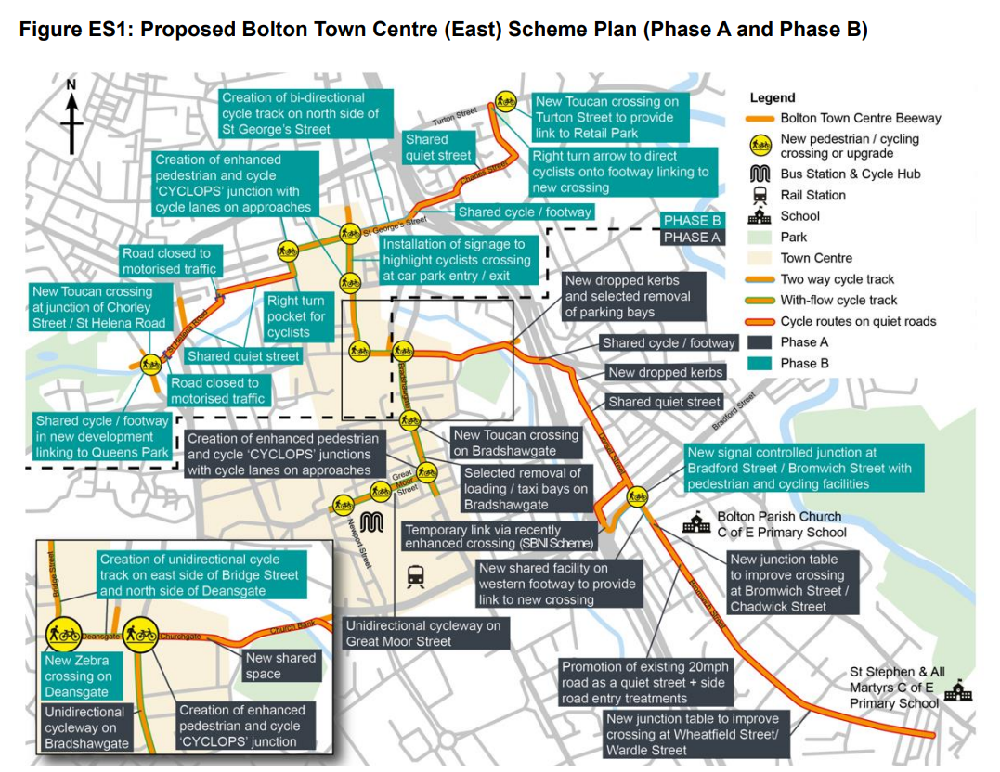 Figure ES1: Proposed Bolton Town Centre (East) Scheme Plan (Phase A and Phase B)
N
Creation of bi-directional
cycle track on north side of
St George's Street
Turton Street
New Toucan crossing on
Turton Street to provide
link to Retail Park
Shared
quiet street
Right turn arrow to direct
cyclists onto footway linking to
new crossing
Charles Street
Creation of enhanced
pedestrian and cycle
'CYCLOPS' junction with
cycle lanes on approaches
Shared cycle / footway
St George's Street
PHASE B
PHASE A
Installation of signage to
highlight cyclists crossing
at car park entry / exit
Road closed to
motorised traffic
New Toucan crossing
at junction of Chorley
Street / St Helena Road
Right turn
pocket for
cyclists
St Helena Road
Shared quiet street
Road closed to
motorised traffic
Shared cycle / footway
in new development
linking to Queens Park
New dropped kerbs
and selected removal
of parking bays
Shared cycle / footway
New dropped kerbs
Shared quiet street
Bradshawgate
Bradford Street
Creation of enhanced pedestrian
and cycle 'CYCLOPS' junctions
with cycle lanes on approaches
New Toucan crossing
on Bradshawgate
Selected removal of
loading / taxi bays on
Bradshawgate
Great
Moor
Street
Newport Street
Dorset Street
New signal controlled junction at
Bradford Street / Bromwich Street with
pedestrian and cycling facilities
Temporary link via recently
enhanced crossing (SBNI Scheme)
Bolton Parish Church
C of E Primary School
New shared facility on
western footway to provide
link to new crossing
New junction table
to improve crossing
at Bromwich Street /
Chadwick Street
Bromwich Street
Unidirectional cycleway on
Great Moor Street
Promotion of existing 20mph
road as a quiet street + side
road entry treatments
St Stephen & All
Martyrs C of E
Primary School
New junction table to improve
crossing at Wheatfield Street/
Wardle Street
Bridge Street
Creation of unidirectional cycle
track on east side of Bridge Street
and north side of Deansgate
Deansgate
Churchgate
Church Bank
New Zebra
crossing on
Deansgate
New shared
space
Unidirectional
cycleway on
Bradshawgate
Creation of enhanced
pedestrian and cycle
'CYCLOPS' junction
Legend
Bolton Town Centre Beeway
New pedestrian / cycling
crossing or upgrade
Bus Station & Cycle Hub
Rail Station
School
Park
Town Centre
Two way cycle track
With-flow cycle track
Cycle routes on quiet roads
Phase A
Phase B